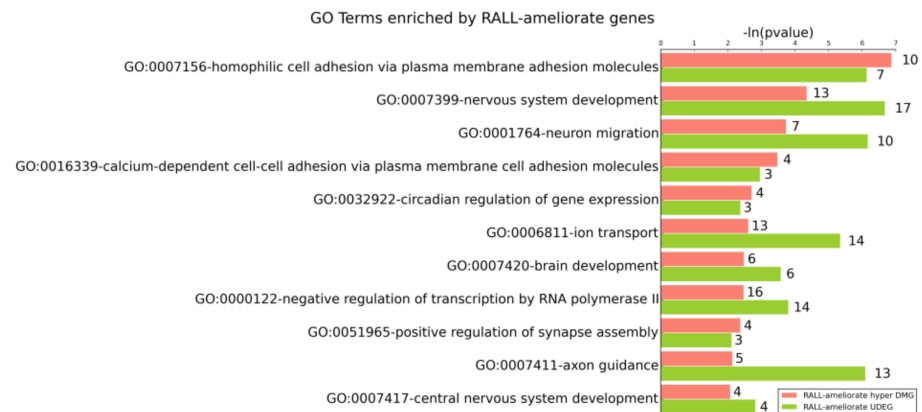 GO Terms enriched by RALL-ameliorate genes
-ln(pvalue)
0 1 2 3 4 5 6 7
GO:0007156-homophilic cell adhesion via plasma membrane adhesion molecules 10
7
GO:0007399-nervous system development 13
17
GO:0001764-neuron migration 7
10
GO:0016339-calcium-dependent cell-cell adhesion via plasma membrane cell adhesion molecules 4
3
GO:0032922-circadian regulation of gene expression 4
3
GO:0006811-ion transport 13
14
GO:0007420-brain development 6
6
GO:0000122-negative regulation of transcription by RNA polymerase II 16
14
GO:0051965-positive regulation of synapse assembly 4
3
GO:0007411-axon guidance 5
13
GO:0007417-central nervous system development 4
4
RALL-ameliorate hyper DMG
RALL-ameliorate UDEG